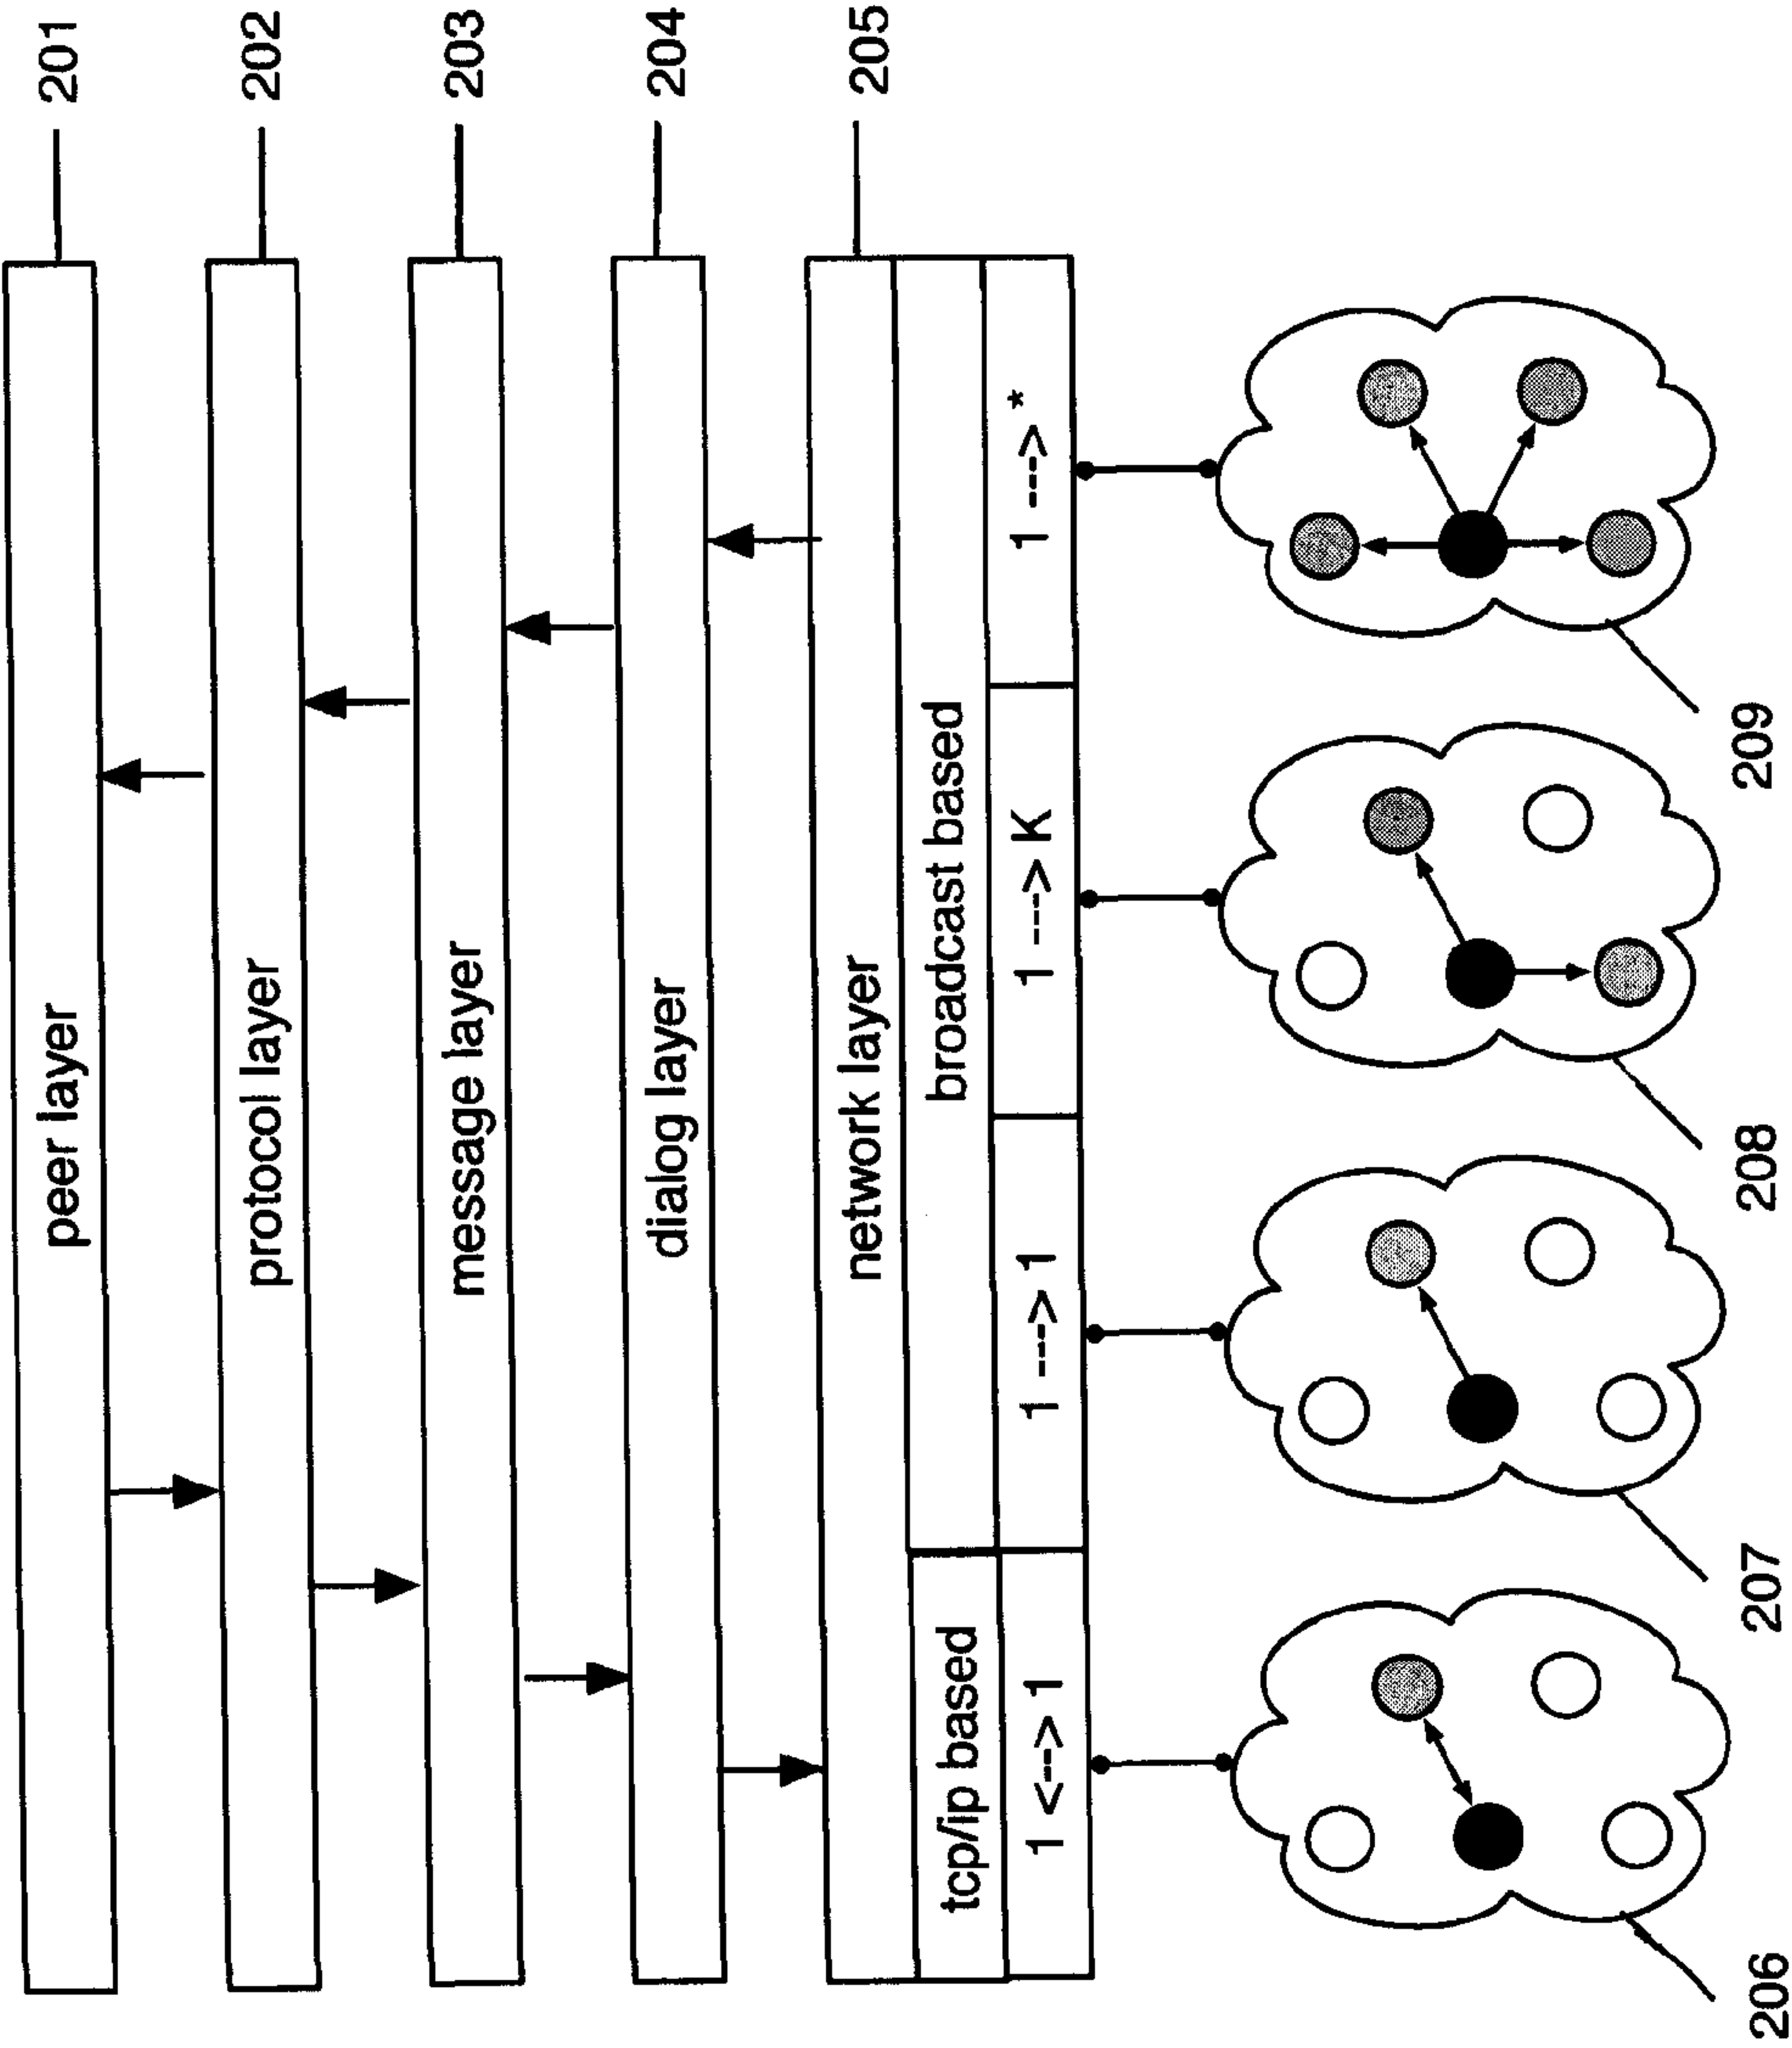 peer layer
201
protocol layer
202
message layer
203
dialog layer
204
network layer
205
tcp/ip based
broadcast based
1 <--> 1
1 ---> 1
1 ---> K
1 ---> *
206
207
208
209